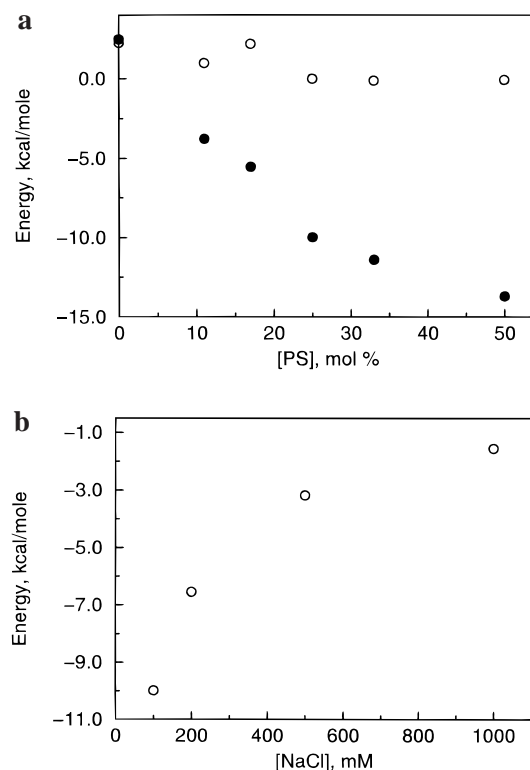 a
0.0
−5.0
−10.0
−15.0
Energy, kcal/mole
0 10 20 30 40 50
[PS], mol %
b
−1.0
−3.0
−5.0
−7.0
−9.0
−11.0
Energy, kcal/mole
0 200 400 600 800 1000
[NaCl], mM